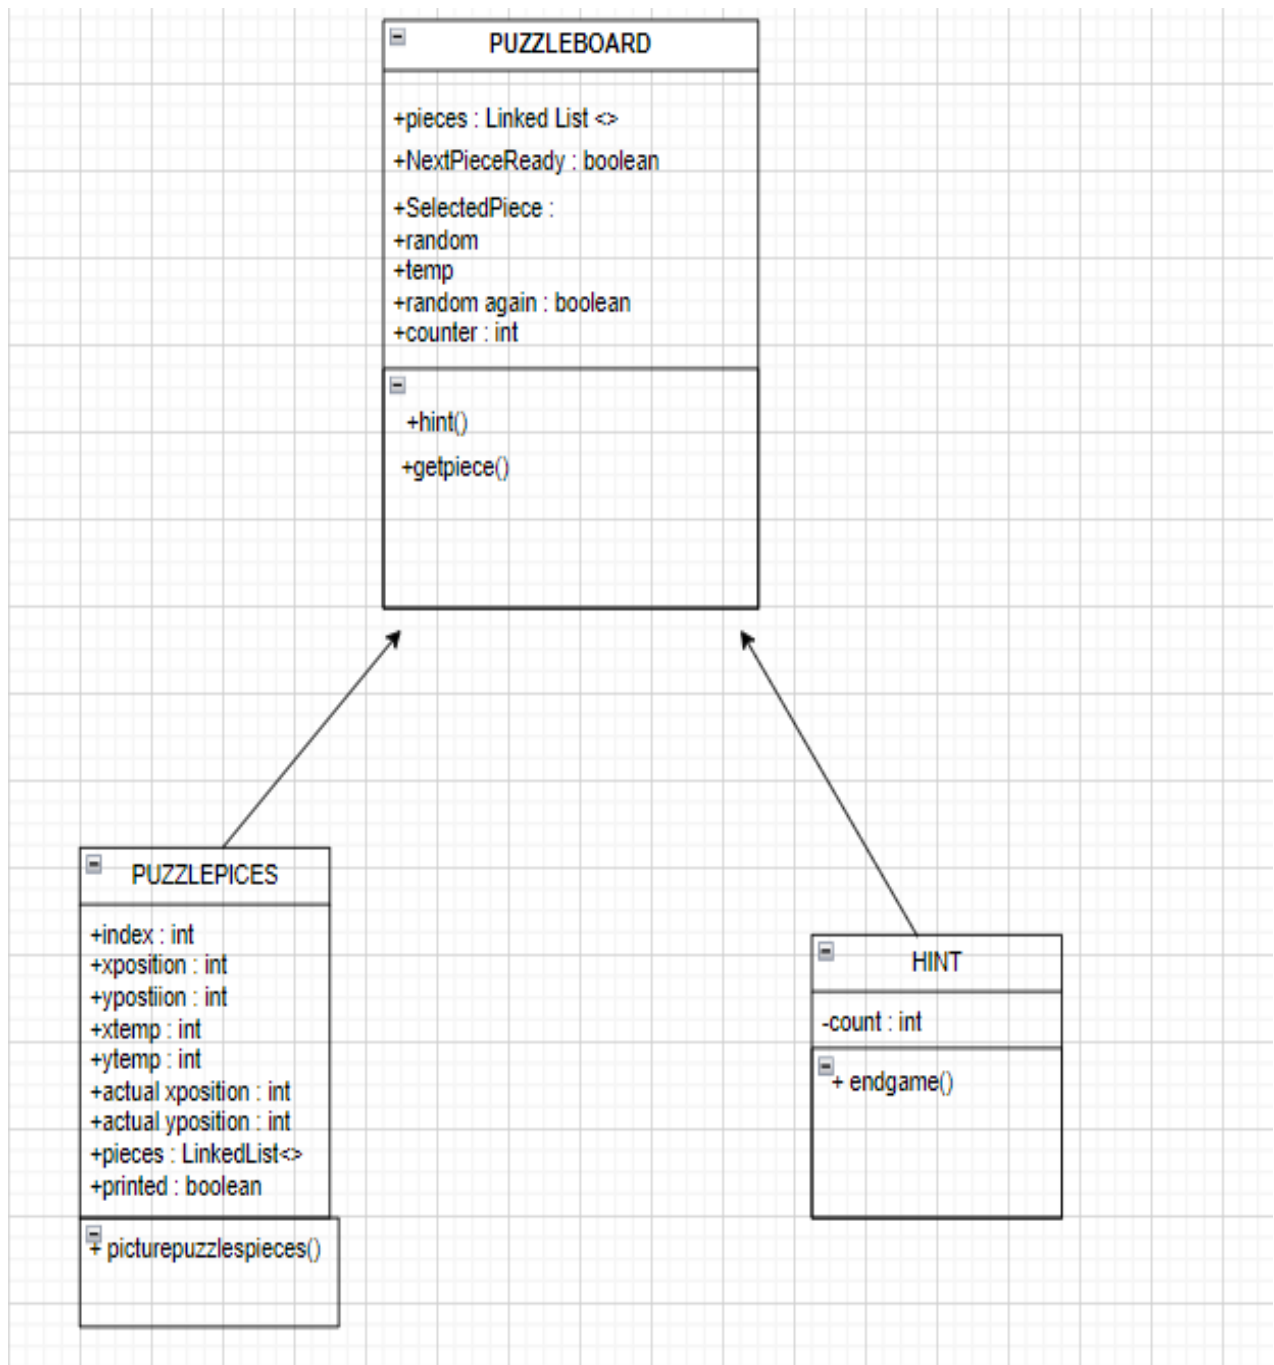 PUZZLEBOARD
+pieces : Linked List <>
+NextPieceReady : boolean
+SelectedPiece :
+random
+temp
+random again : boolean
+counter : int
+hint()
+getpiece()
PUZZLEPICES
+index : int
+xposition : int
+ypostiion : int
+xtemp : int
+ytemp : int
+actual xposition : int
+actual yposition : int
+pieces : LinkedList<>
+printed : boolean
+ picturepuzzlespieces()
HINT
-count : int
+ endgame()